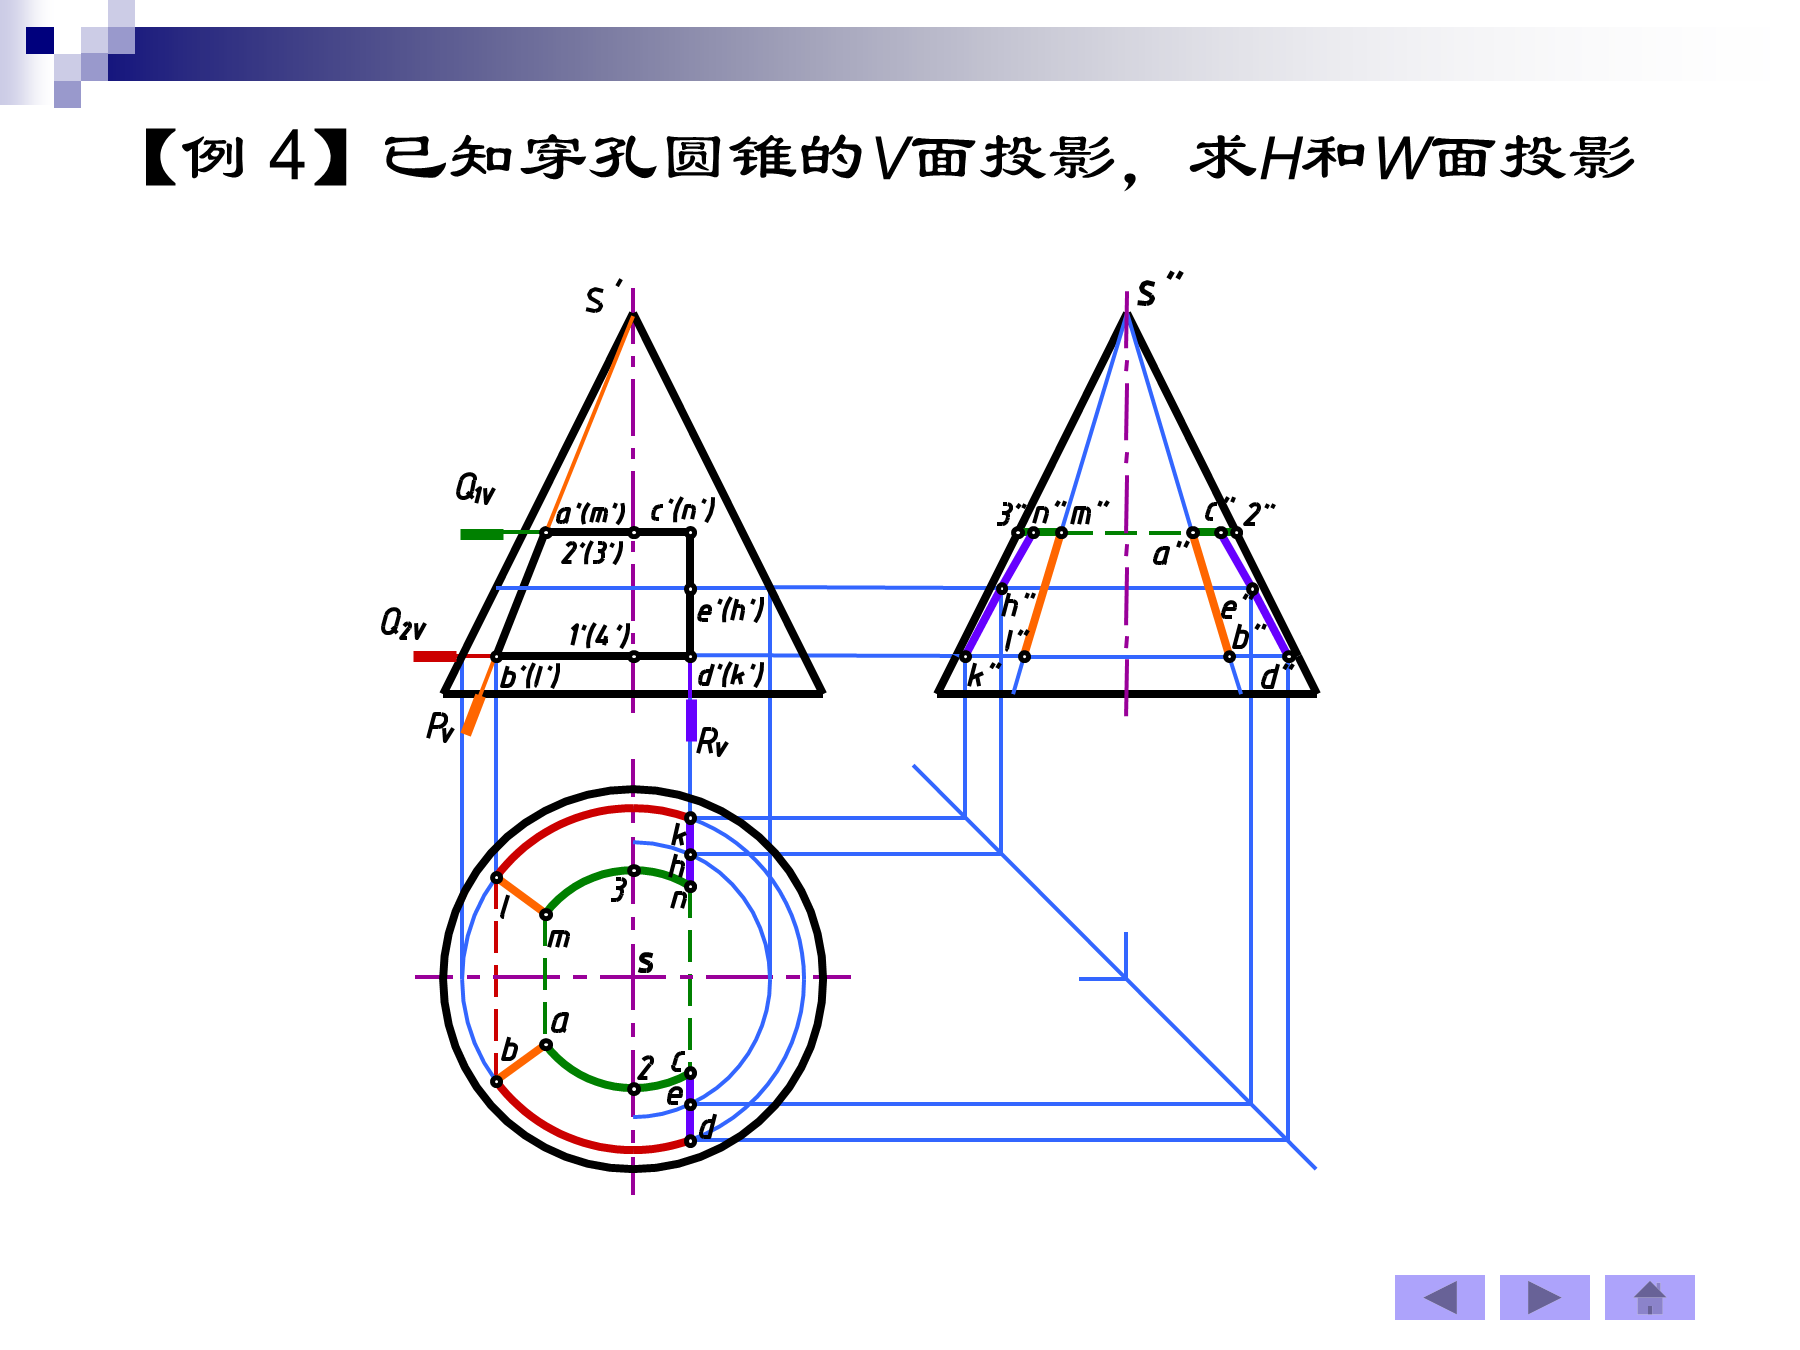 【例 4】已知穿孔圆锥的V面投影，求H和W面投影
s′ s″
Q1V a′(m′) c′(n′) 3″ n″ m″ c″ 2″
2′(3′) a″
Q2V 1′(4′) e′(h′) h″ e″
l″ b″
b′(l′) d′(k′) k″ d″
PV RV
k
h
3 n
l
m
s
a
b 2 c
e
d